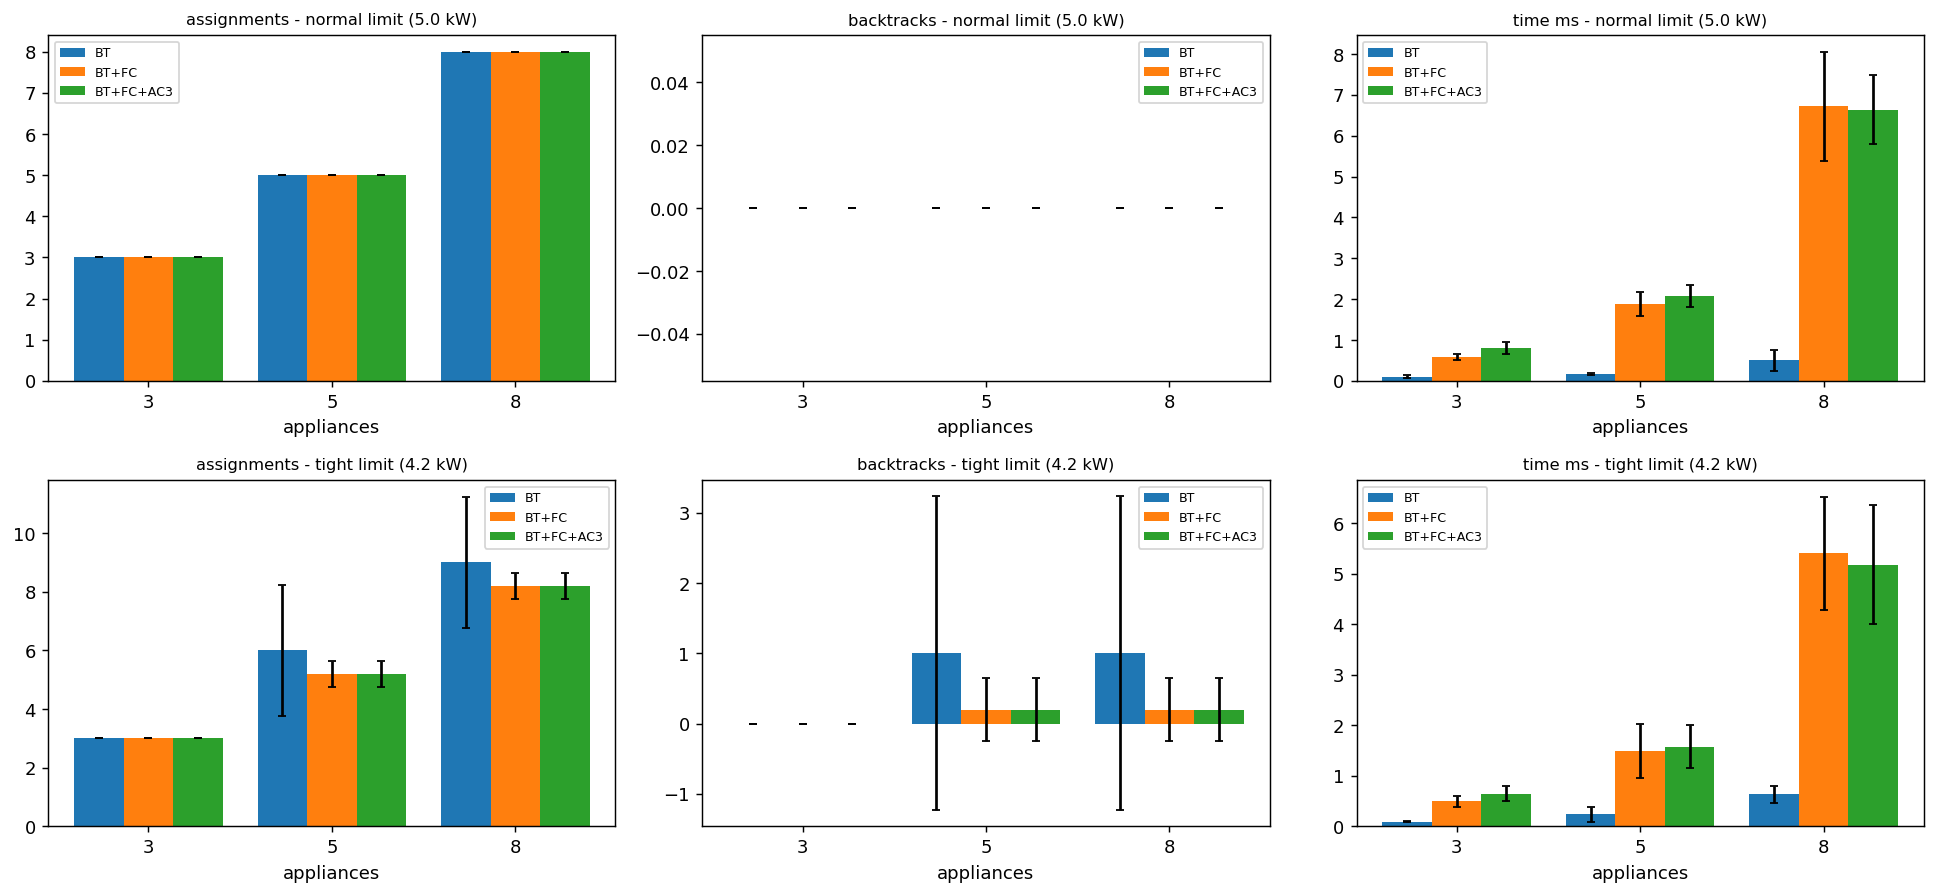 assignments - normal limit (5.0 kW)
BT
BT+FC
BT+FC+AC3
8
7
6
5
4
3
2
1
0
3
5
8
appliances
backtracks - normal limit (5.0 kW)
BT
BT+FC
BT+FC+AC3
0.04
0.02
0.00
−0.02
−0.04
3
5
8
appliances
time ms - normal limit (5.0 kW)
BT
BT+FC
BT+FC+AC3
8
7
6
5
4
3
2
1
0
3
5
8
appliances
assignments - tight limit (4.2 kW)
BT
BT+FC
BT+FC+AC3
10
8
6
4
2
0
3
5
8
appliances
backtracks - tight limit (4.2 kW)
BT
BT+FC
BT+FC+AC3
3
2
1
0
−1
3
5
8
appliances
time ms - tight limit (4.2 kW)
BT
BT+FC
BT+FC+AC3
6
5
4
3
2
1
0
3
5
8
appliances